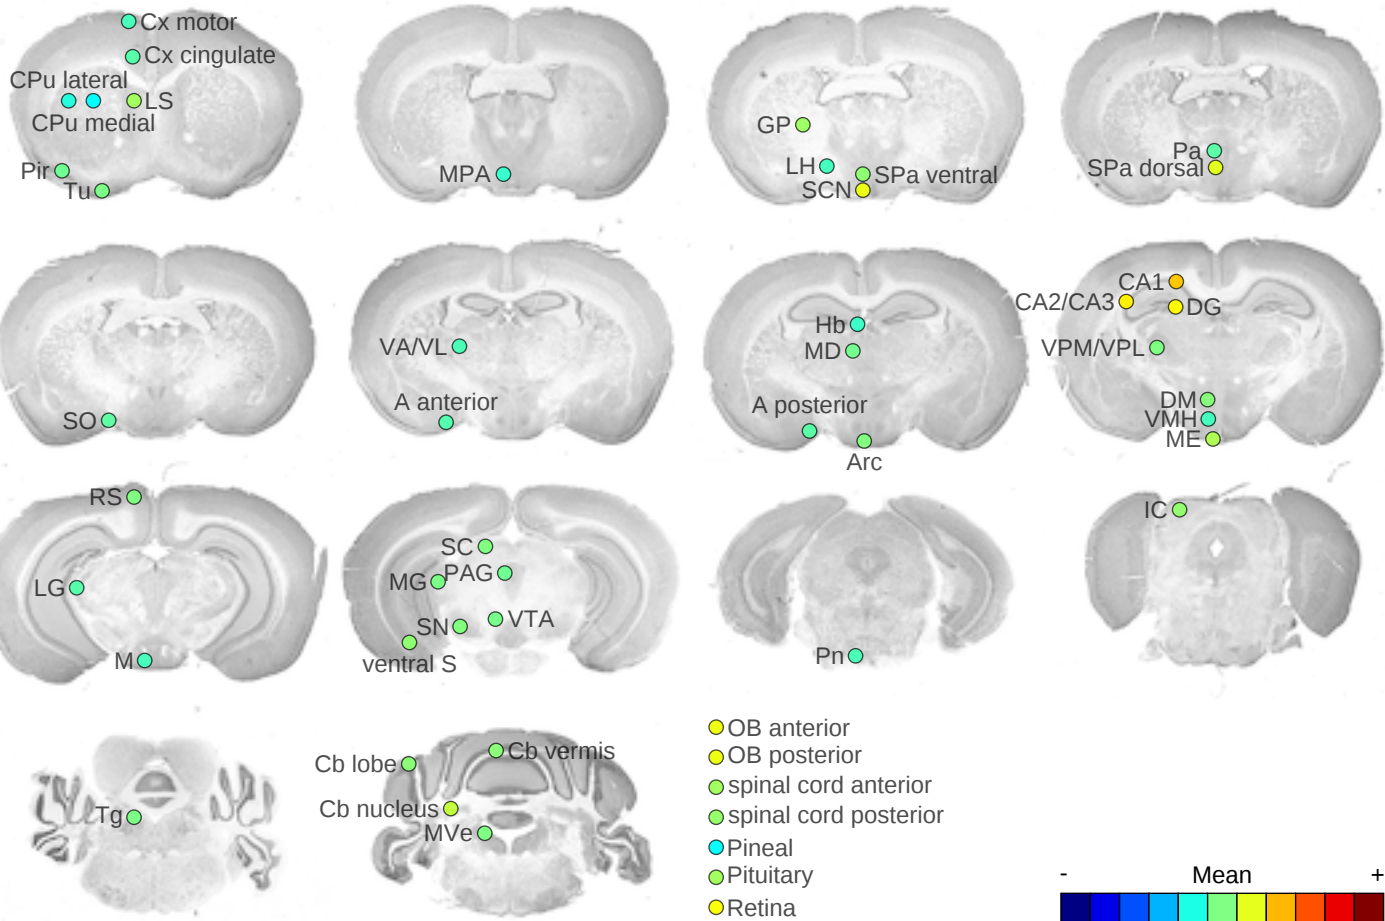 Cx motor
Cx cingulate
CPu lateral
LS
CPu medial
Pir
Tu
MPA
GP
LH
SPa ventral
SCN
Pa
SPa dorsal
SO
VA/VL
A anterior
Hb
MD
A posterior
Arc
CA1
CA2/CA3
DG
VPM/VPL
DM
VMH
ME
RS
LG
M
SC
MG
PAG
SN
VTA
ventral S
Pn
IC
Tg
Cb lobe
Cb vermis
Cb nucleus
MVe
OB anterior
OB posterior
spinal cord anterior
spinal cord posterior
Pineal
Pituitary
Retina
- Mean +